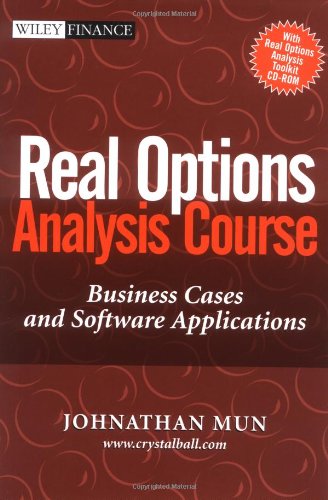 WILEY FINANCE
With
Real Options
Analysis
Toolkit
CD-ROM
Real Options
Analysis Course
Business Cases
and Software Applications
JOHNATHAN MUN
www.crystalball.com